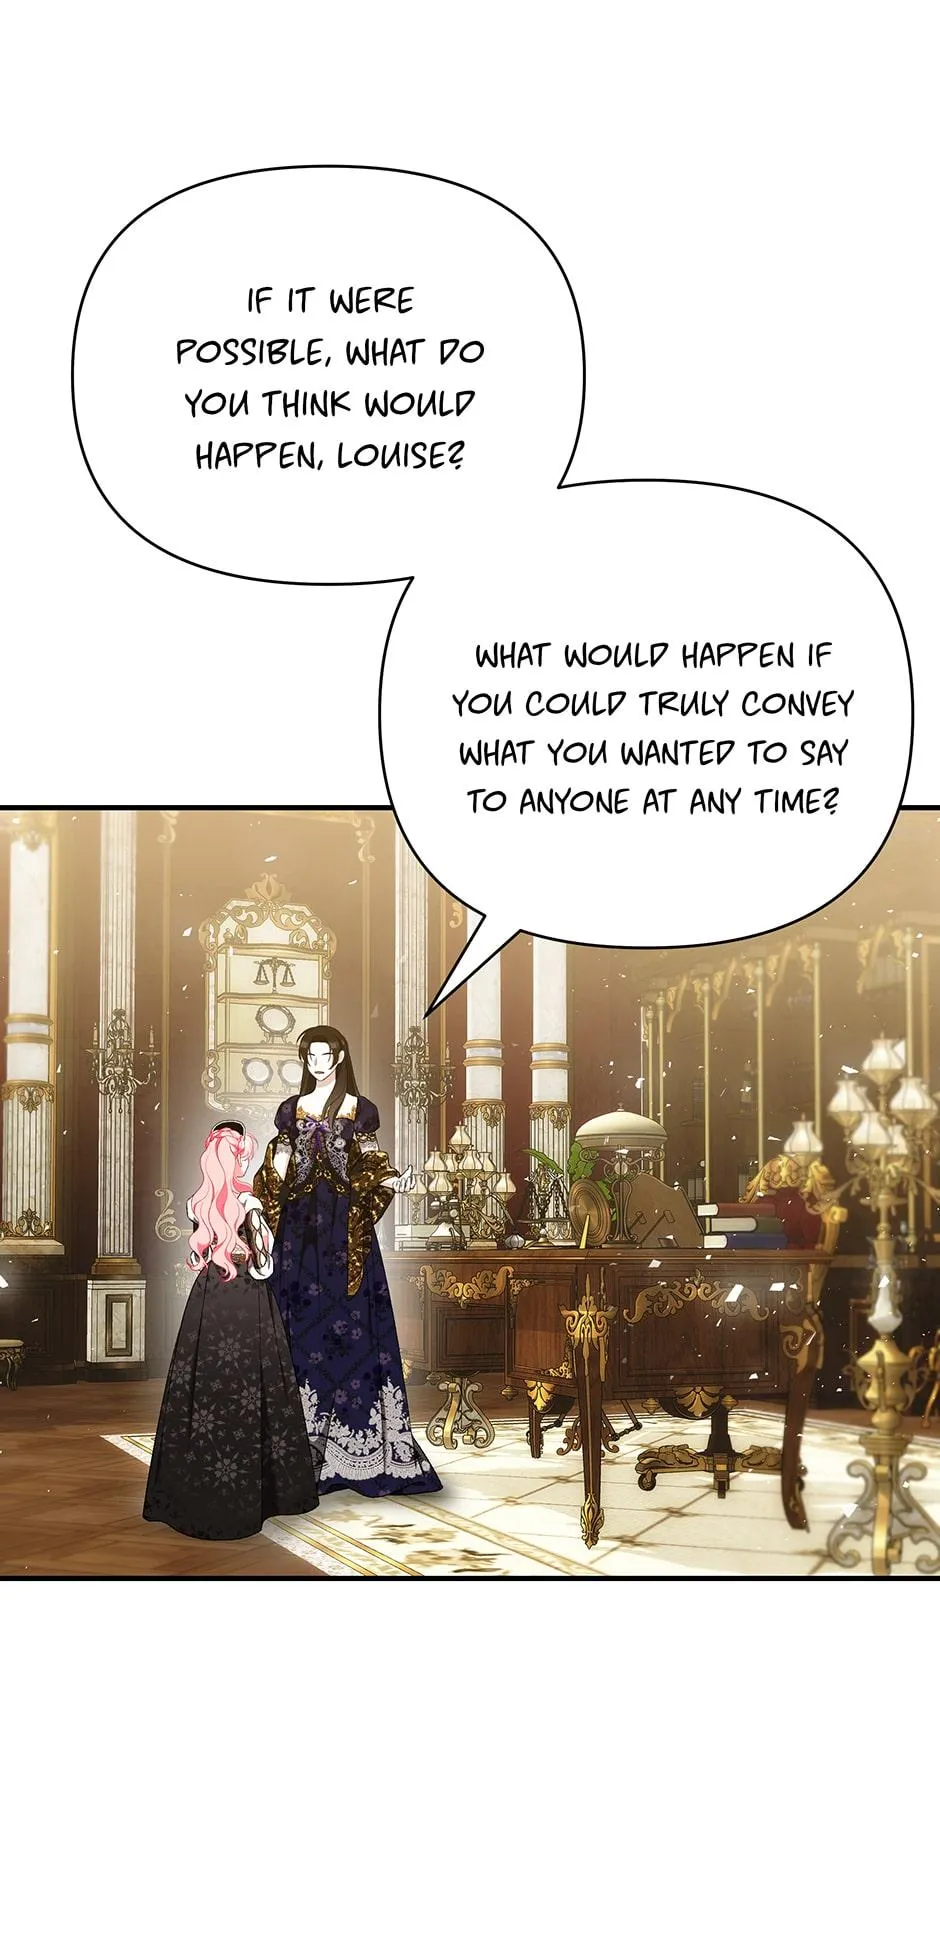 IF IT WERE
POSSIBLE, WHAT DO
YOU THINK WOULD
HAPPEN, LOUISE?
WHAT WOULD HAPPEN IF
YOU COULD TRULY CONVEY
WHAT YOU WANTED TO SAY
TO ANYONE AT ANY TIME?